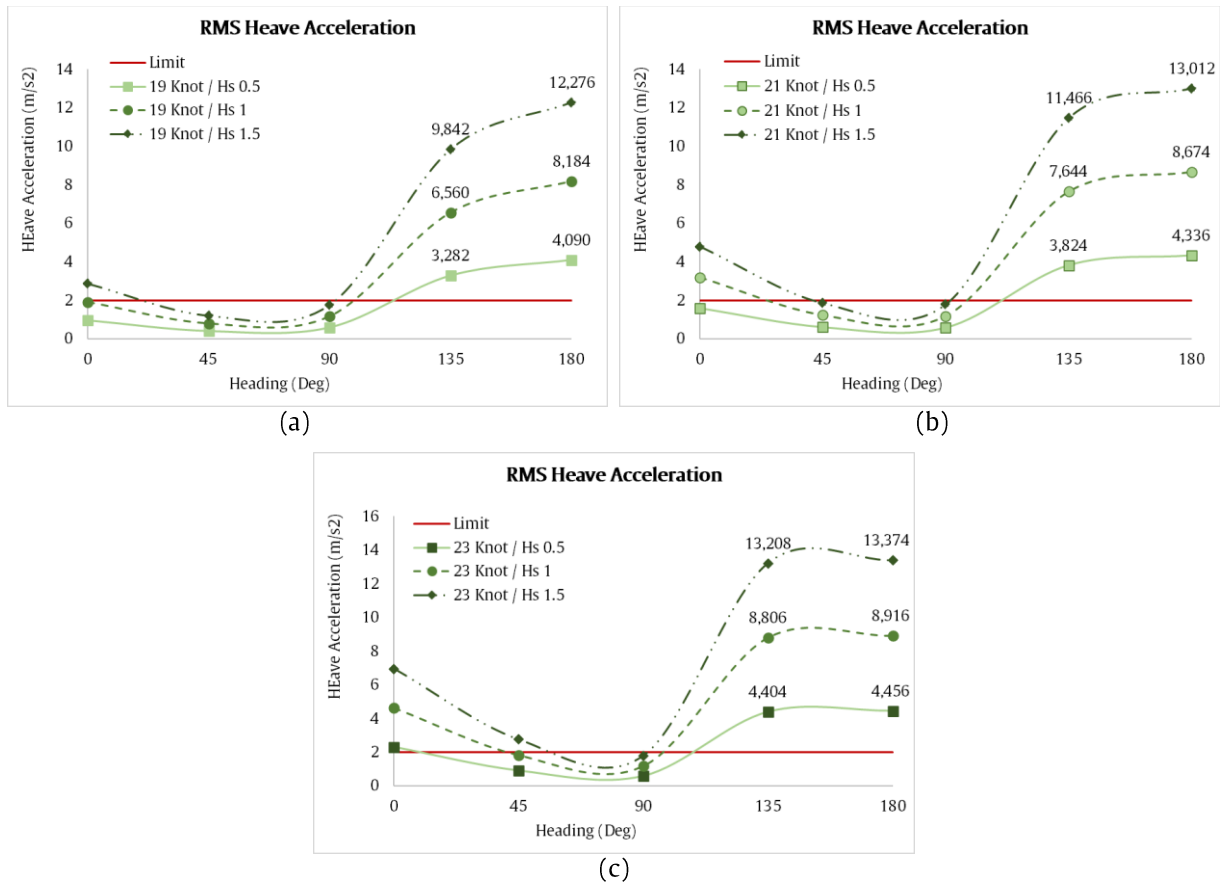 RMS Heave Acceleration
Limit
19 Knot / Hs 0.5
19 Knot / Hs 1
19 Knot / Hs 1.5
HEave Acceleration (m/s2)
14
12
10
8
6
4
2
0
12,276
9,842
8,184
6,560
4,090
3,282
0 45 90 135 180
Heading (Deg)
(a)
RMS Heave Acceleration
Limit
21 Knot / Hs 0.5
21 Knot / Hs 1
21 Knot / Hs 1.5
HEave Acceleration (m/s2)
14
12
10
8
6
4
2
0
13,012
11,466
8,674
7,644
4,336
3,824
0 45 90 135 180
Heading (Deg)
(b)
RMS Heave Acceleration
Limit
23 Knot / Hs 0.5
23 Knot / Hs 1
23 Knot / Hs 1.5
HEave Acceleration (m/s2)
16
14
12
10
8
6
4
2
0
13,208 13,374
8,806 8,916
4,404 4,456
0 45 90 135 180
Heading (Deg)
(c)